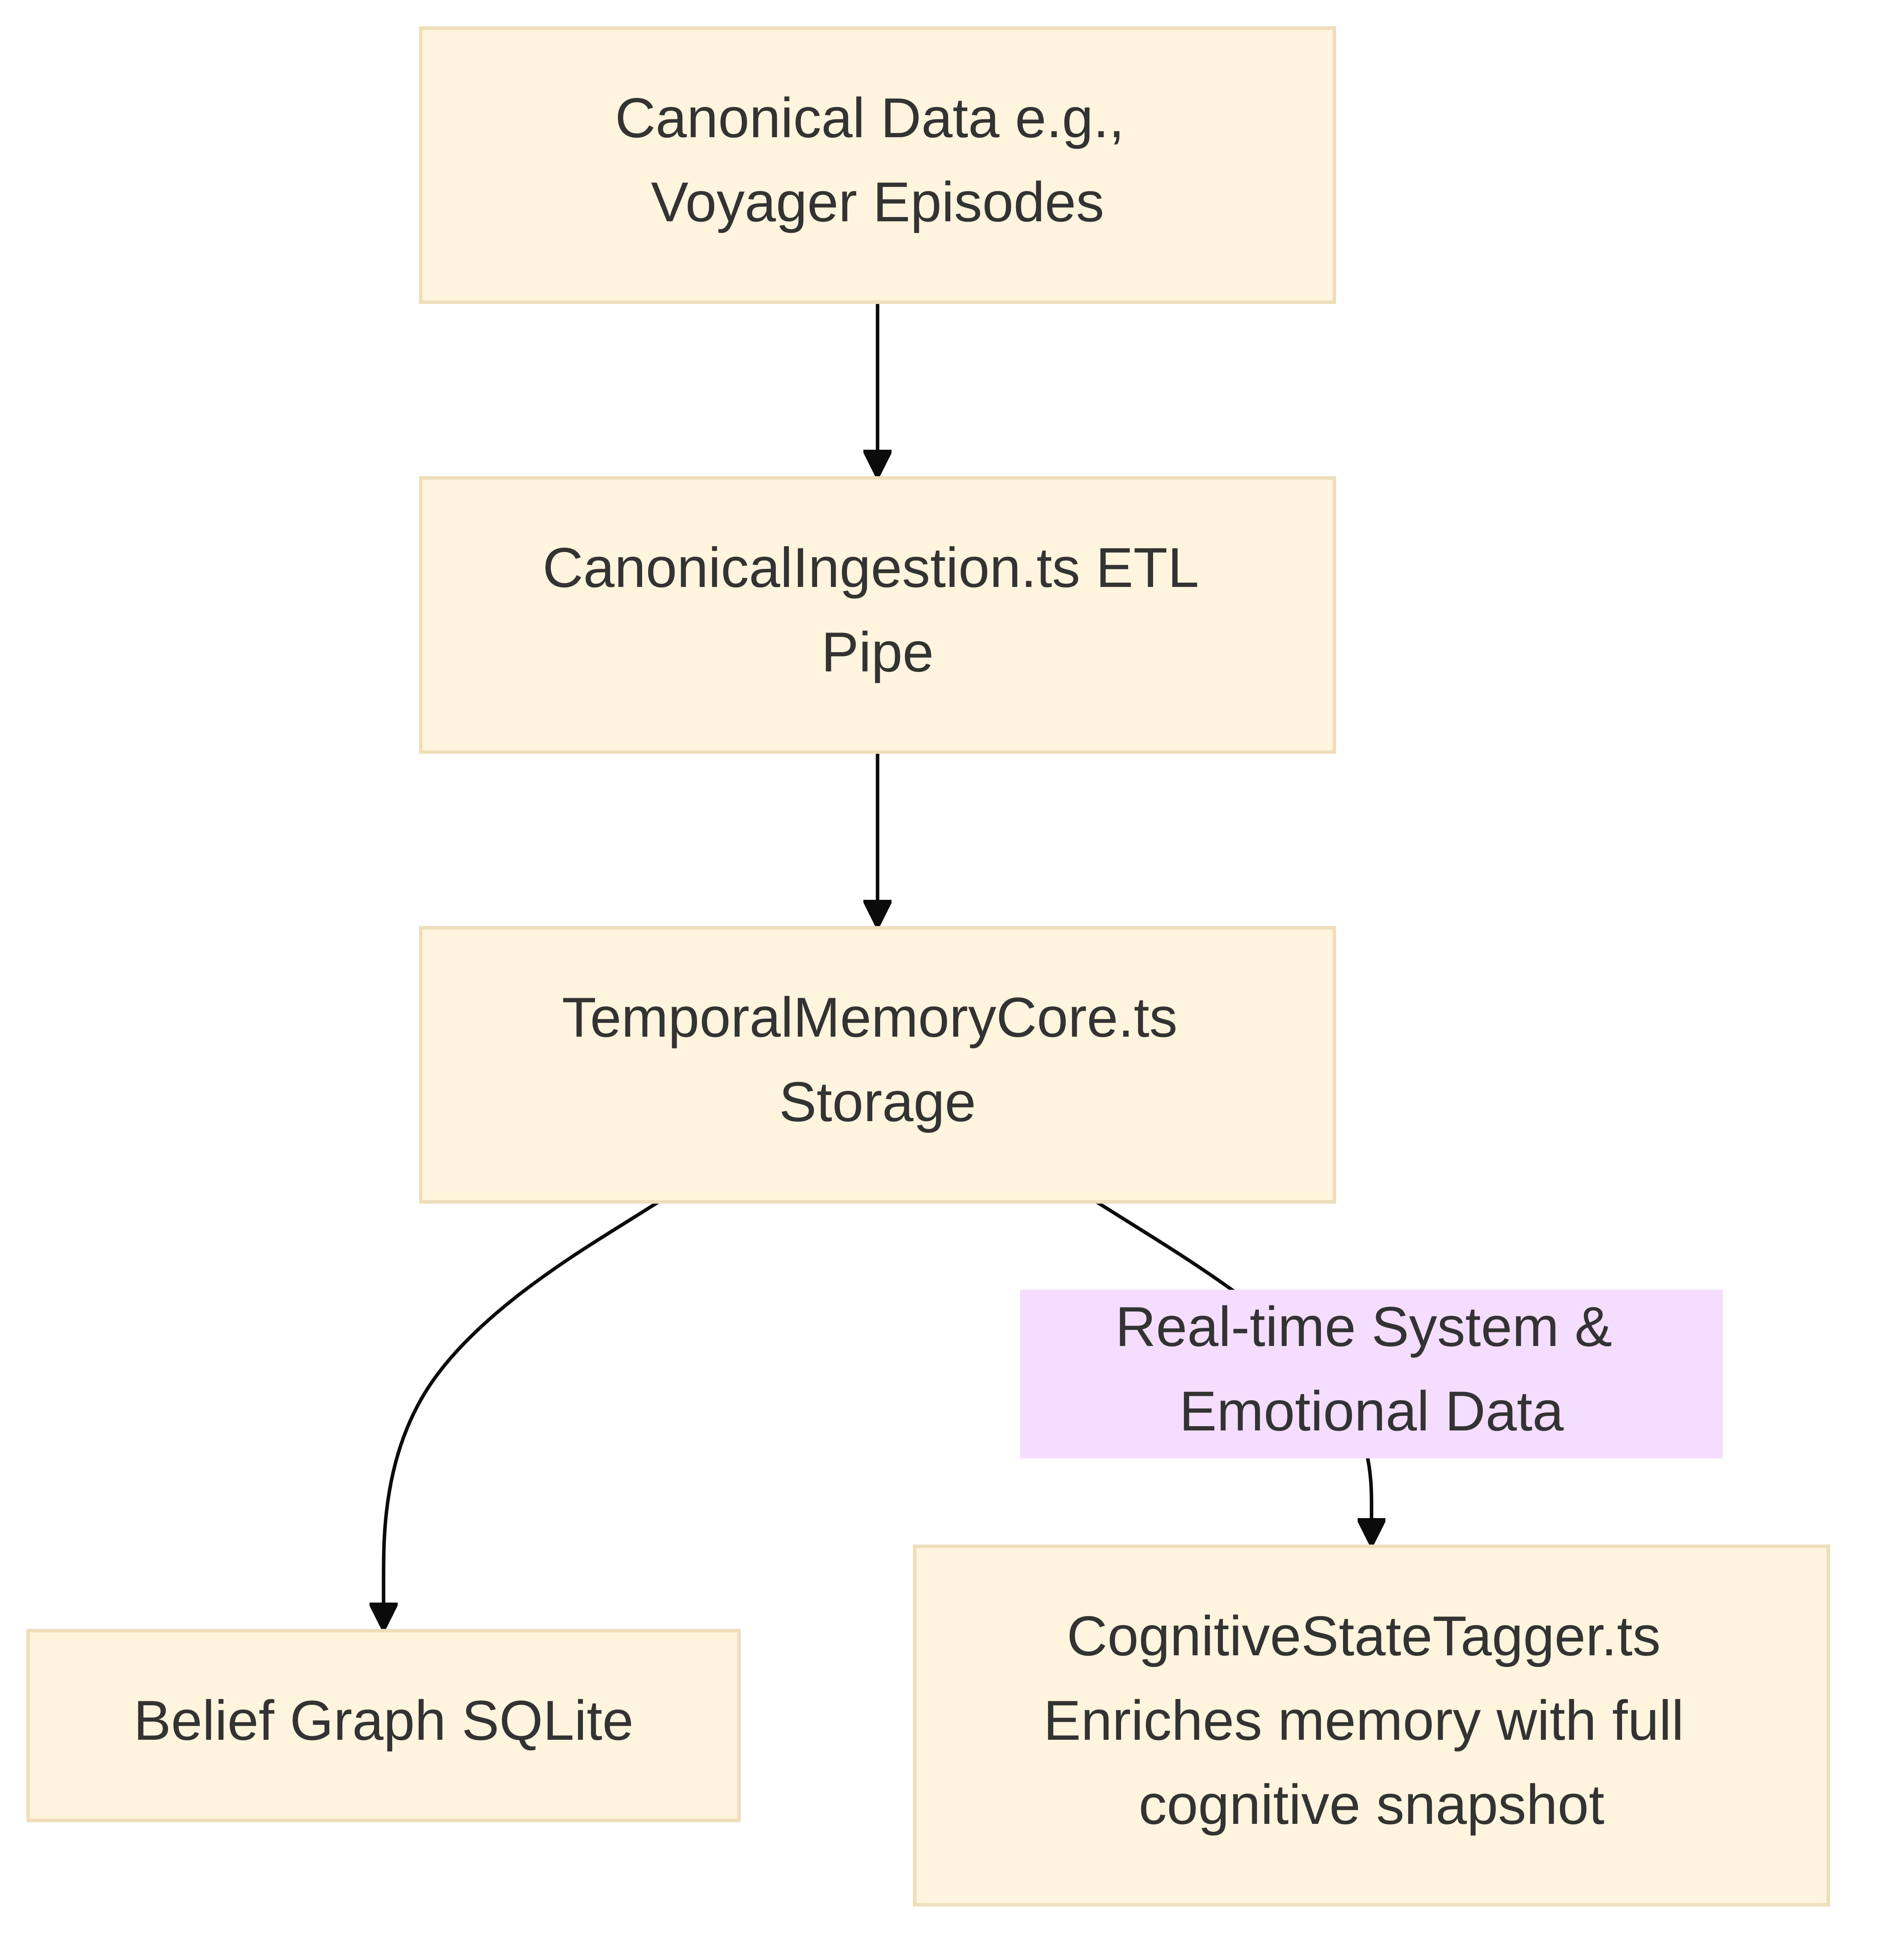 Canonical Data e.g.,
Voyager Episodes
CanonicalIngestion.ts ETL
Pipe
TemporalMemoryCore.ts
Storage
Real-time System &
Emotional Data
Belief Graph SQLite
CognitiveStateTagger.ts
Enriches memory with full
cognitive snapshot